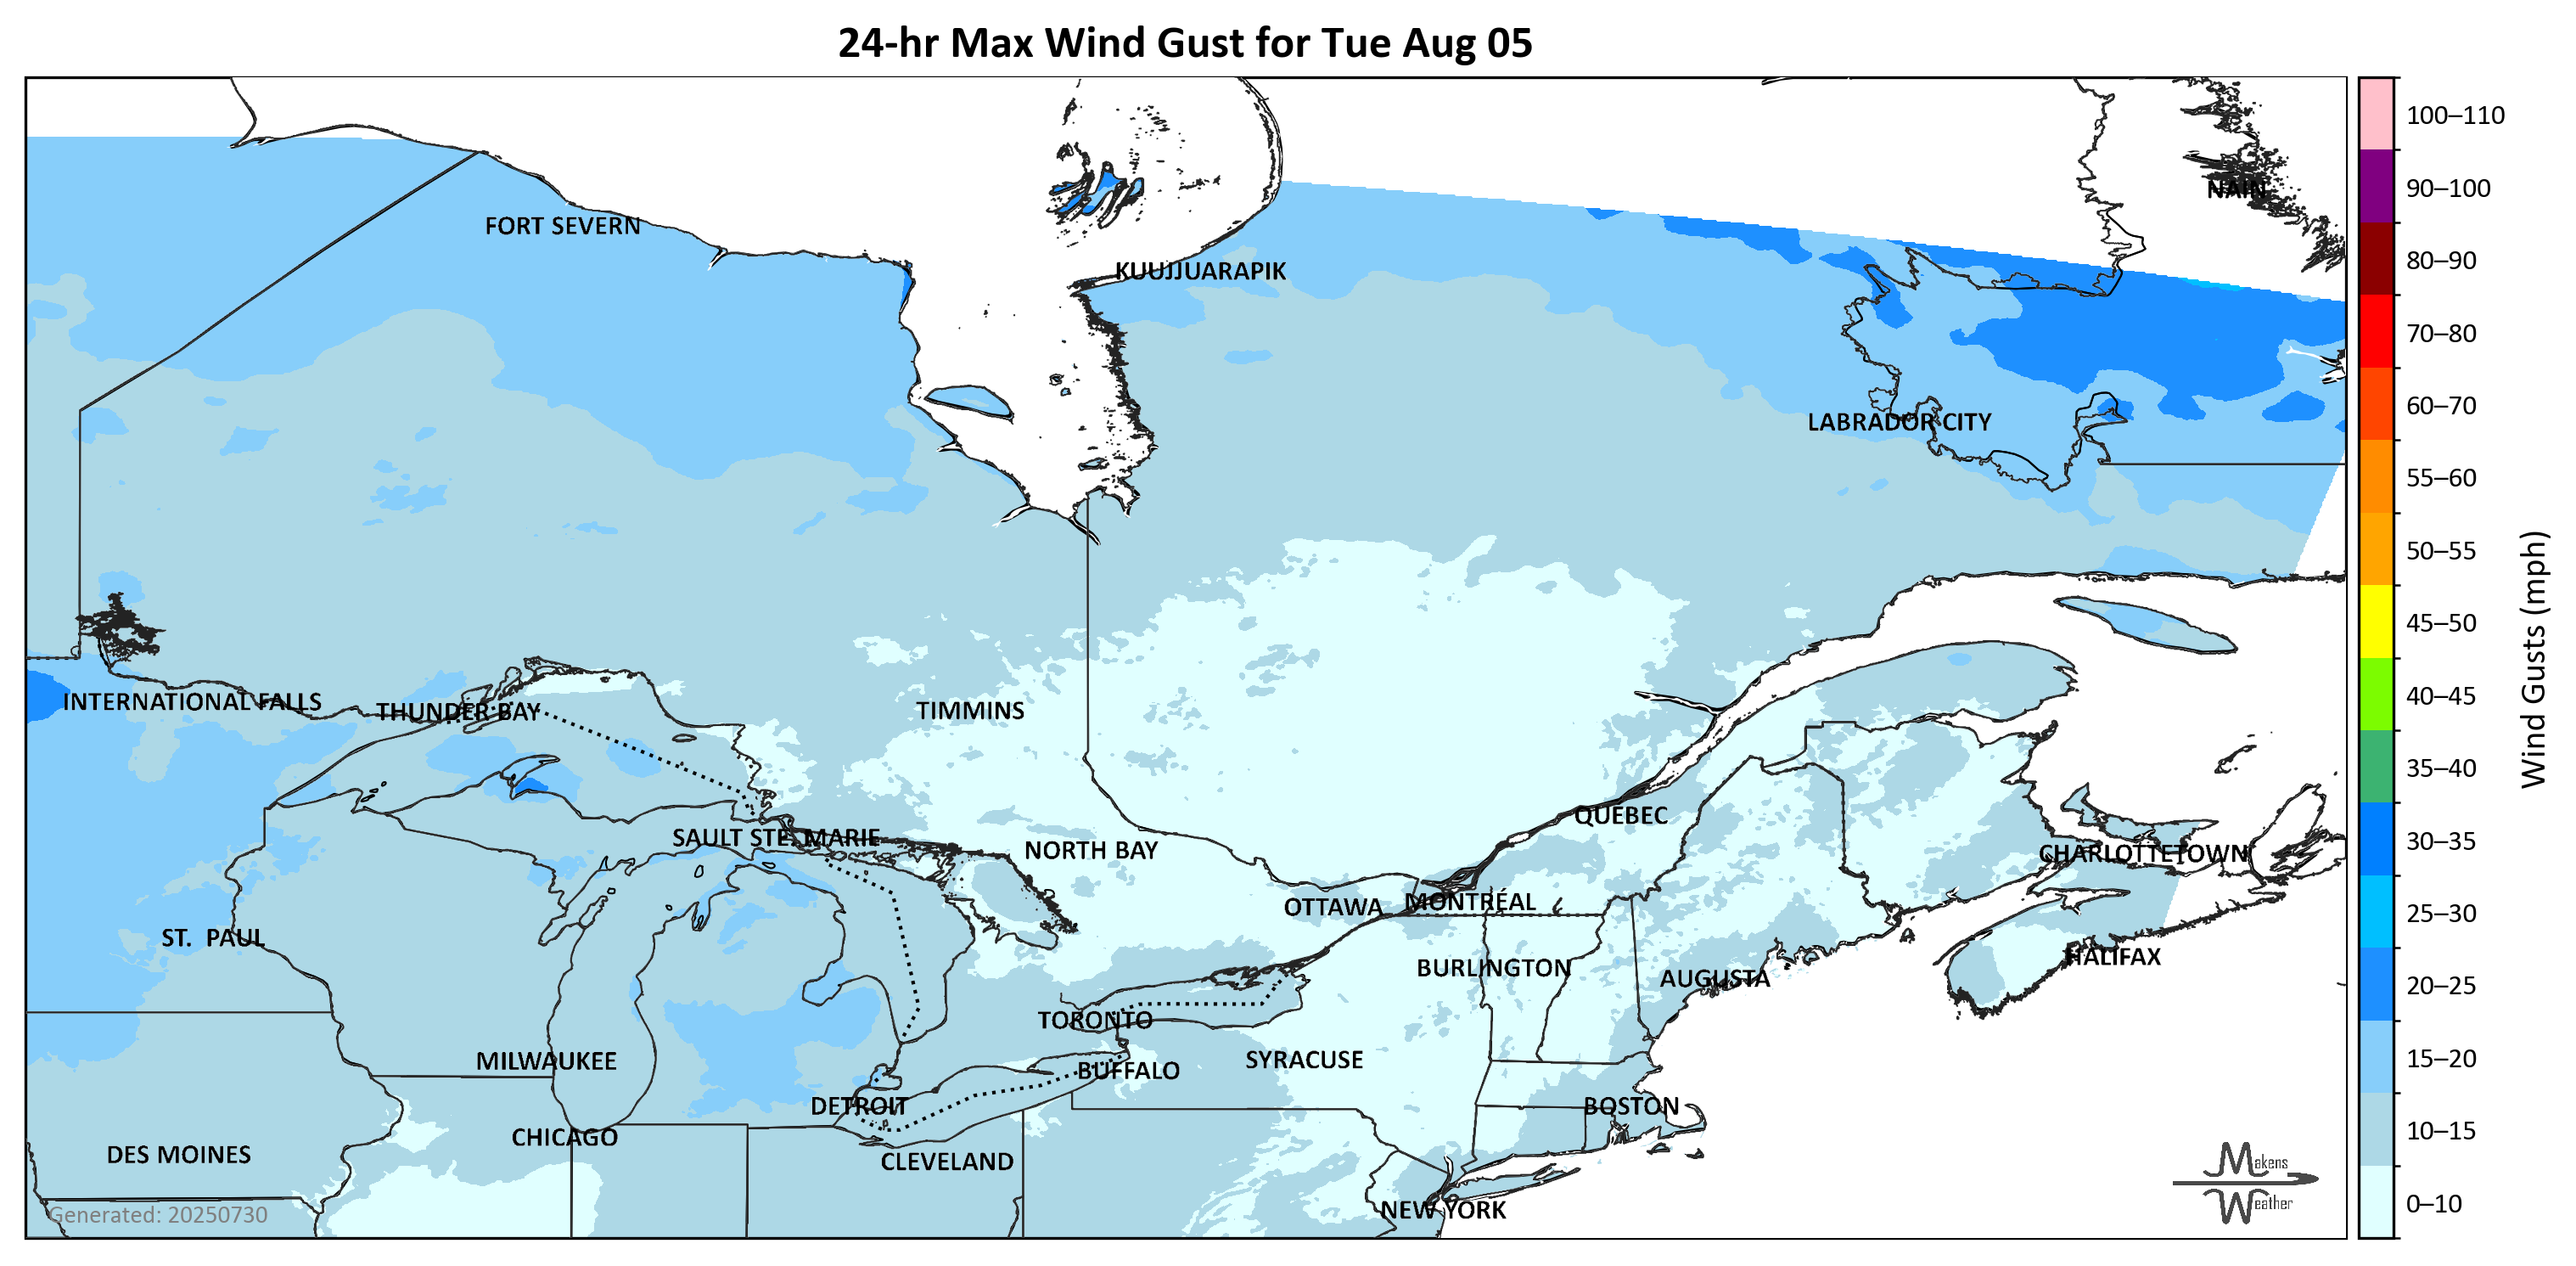 24-hr Max Wind Gust for Tue Aug 05
100–110
90–100
80–90
70–80
60–70
55–60
50–55
45–50
40–45
35–40
30–35
25–30
20–25
15–20
10–15
0–10
Wind Gusts (mph)
NAIN
FORT SEVERN
KUUJJUARAPIK
LABRADOR CITY
INTERNATIONAL FALLS
THUNDER BAY
TIMMINS
SAULT STE. MARIE
NORTH BAY
QUÉBEC
CHARLOTTETOWN
OTTAWA
MONTRÉAL
ST. PAUL
BURLINGTON
AUGUSTA
HALIFAX
TORONTO
MILWAUKEE
BUFFALO
SYRACUSE
DETROIT
BOSTON
CHICAGO
DES MOINES
CLEVELAND
NEW YORK
Generated: 20250730
Makens
Weather